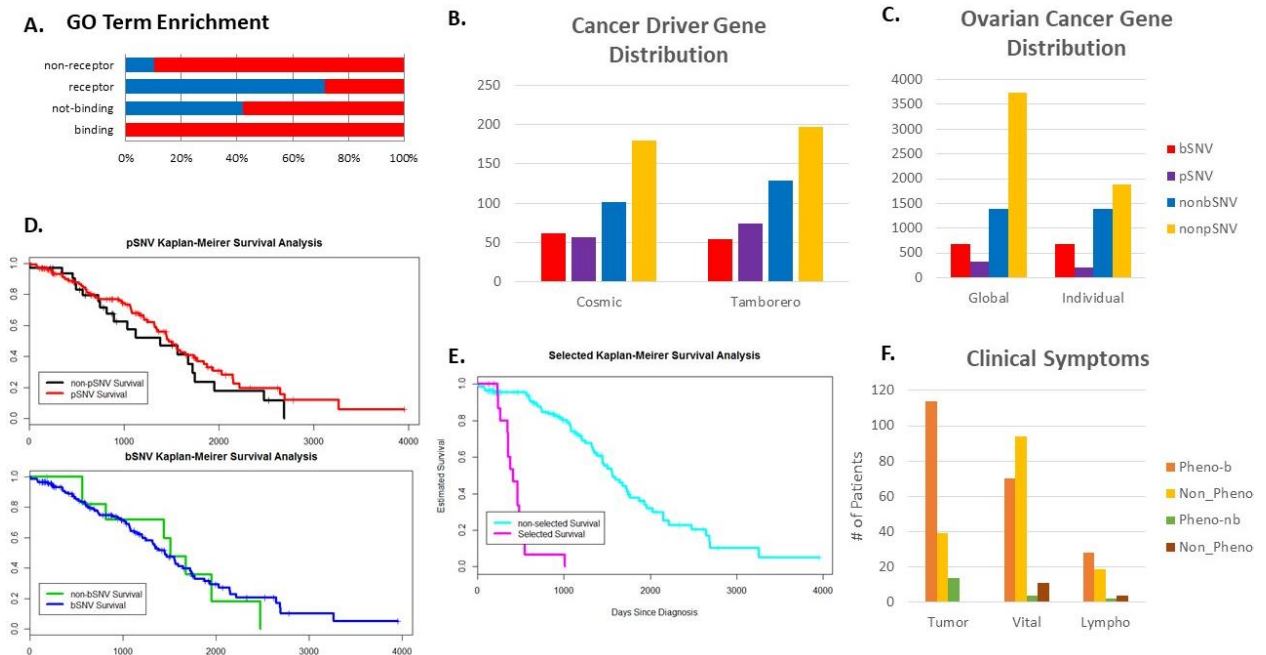 A. GO Term Enrichment
non-receptor
receptor
not-binding
binding
0% 20% 40% 60% 80% 100%
B. Cancer Driver Gene
Distribution
250
200
150
100
50
0
Cosmic Tamborero
C. Ovarian Cancer Gene
Distribution
4000
3500
3000
2500
2000
1500
1000
500
0
Global Individual
bSNV
pSNV
nonbSNV
nonpSNV
D.
pSNV Kaplan-Meirer Survival Analysis
1.0
0.8
0.6
0.4
0.2
0.0
non-pSNV Survival
pSNV Survival
0 1000 2000 3000 4000
bSNV Kaplan-Meirer Survival Analysis
1.0
0.8
0.6
0.4
0.2
0.0
non-bSNV Survival
bSNV Survival
0 1000 2000 3000 4000
E.
Selected Kaplan-Meirer Survival Analysis
Estimated Survival
1.0
0.8
0.6
0.4
0.2
0.0
non-selected Survival
Selected Survival
0 1000 2000 3000 4000
Days Since Diagnosis
F. Clinical Symptoms
# of Patients
120
100
80
60
40
20
0
Tumor Vital Lympho
Pheno-b
Non_Pheno
Pheno-nb
Non_Pheno